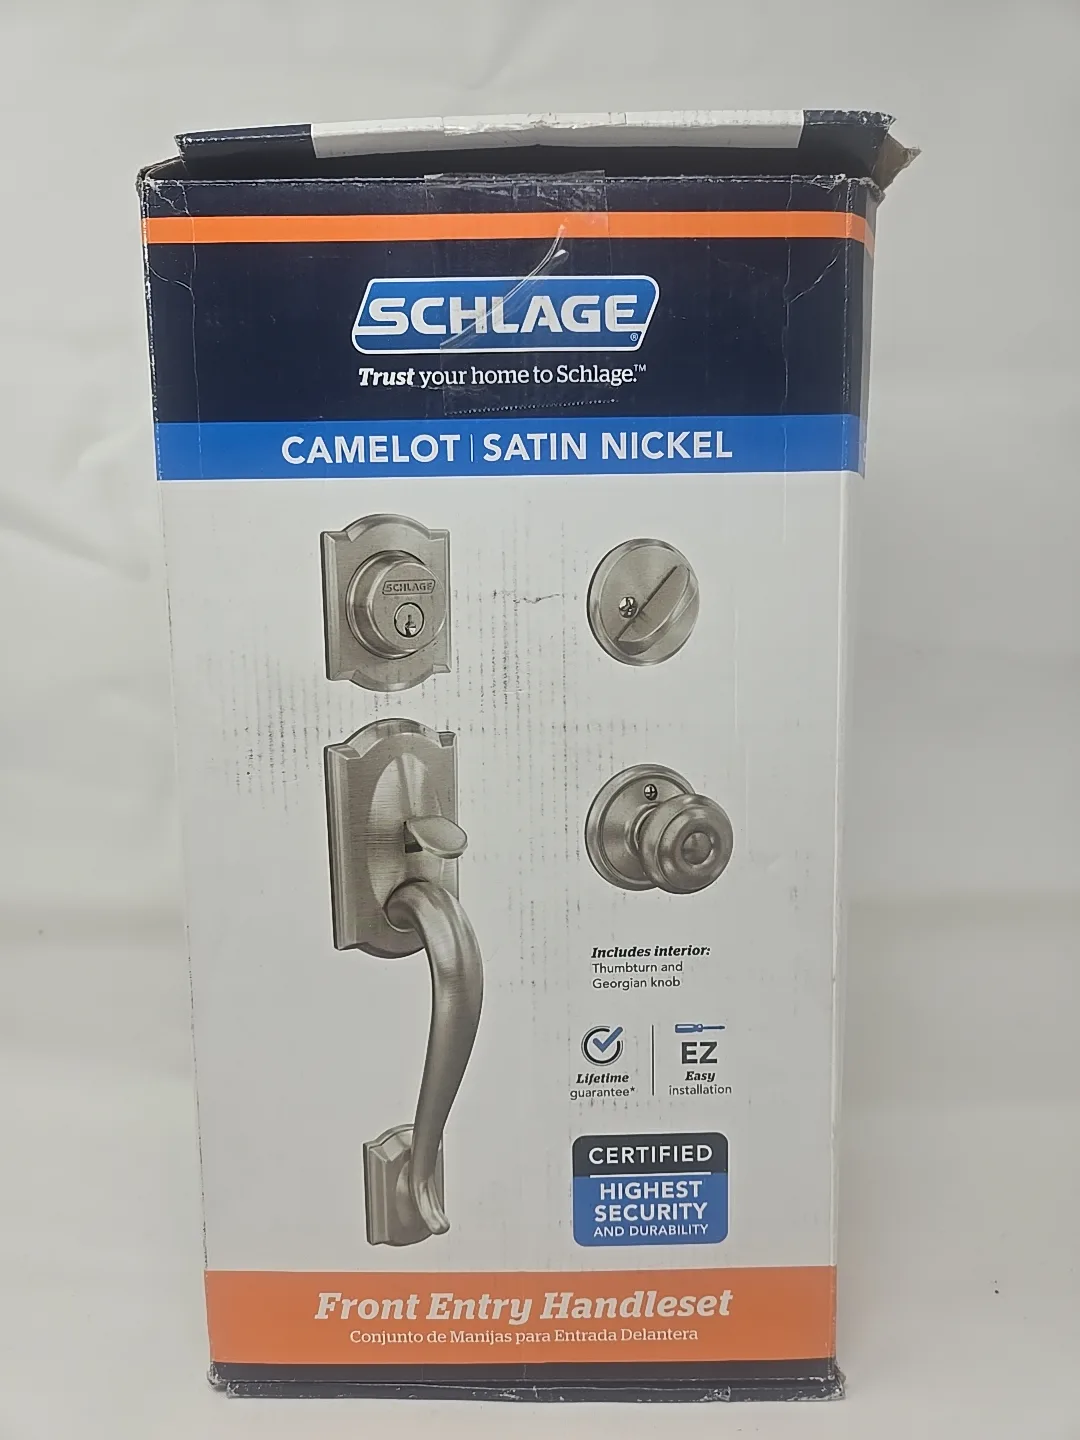 SCHLAGE®
Trust your home to Schlage.™
CAMELOT | SATIN NICKEL
SCHLAGE
Includes interior:
Thumbturn and
Georgian knob
Lifetime
guarantee*
EZ
Easy
installation
CERTIFIED
HIGHEST
SECURITY
AND DURABILITY
Front Entry Handleset
Conjunto de Manijas para Entrada Delantera